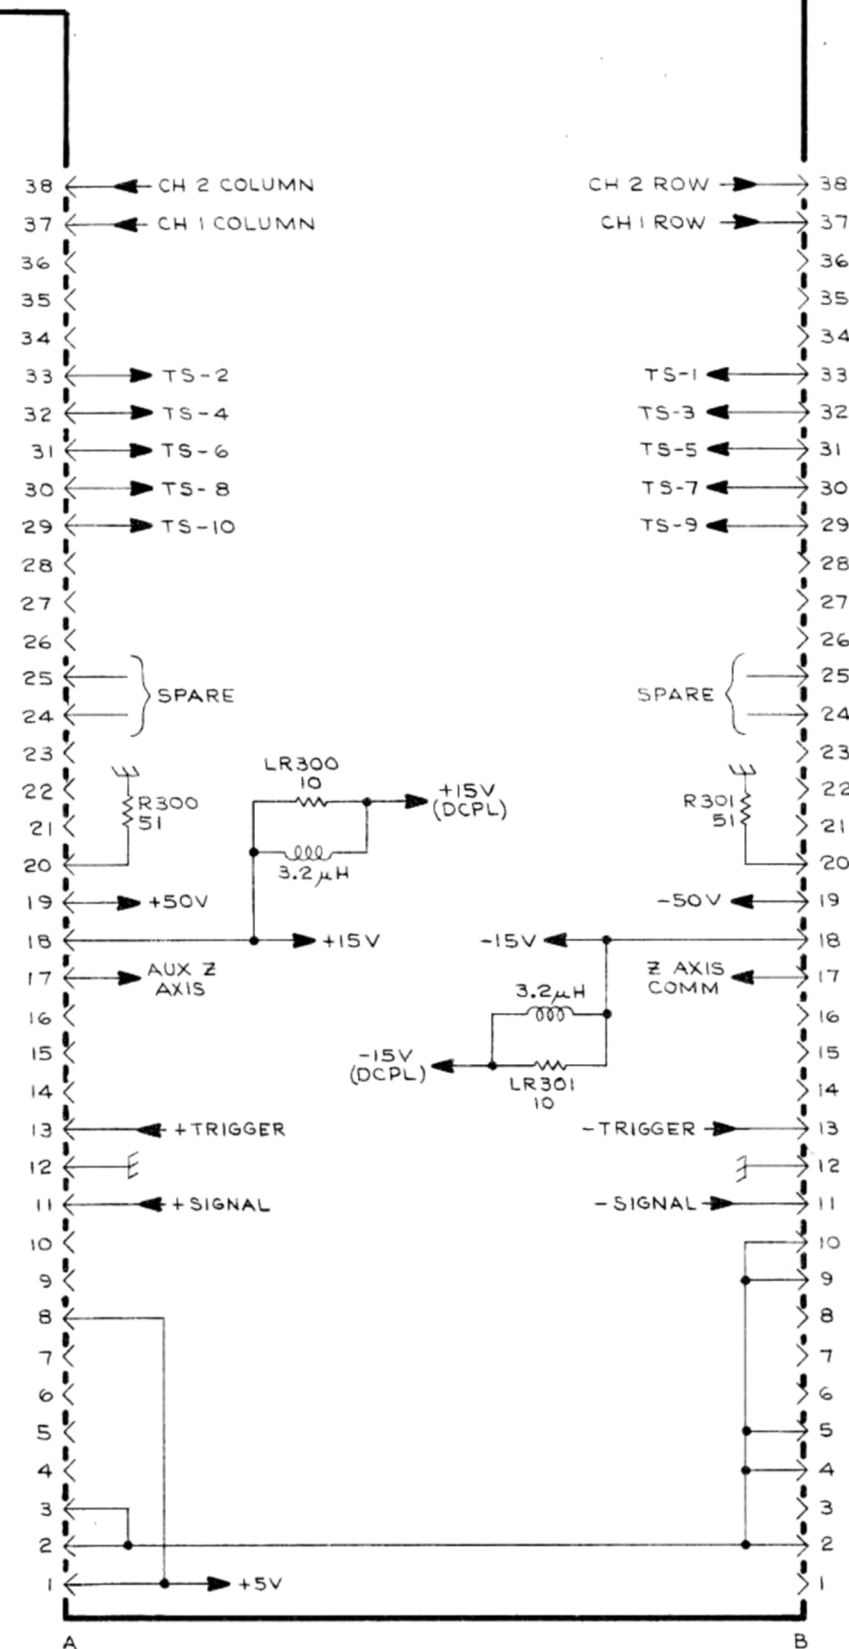 38 CH 2 COLUMN CH 2 ROW 38
37 CH 1 COLUMN CH 1 ROW 37
36 36
35 35
34 34
33 TS-2 TS-1 33
32 TS-4 TS-3 32
31 TS-6 TS-5 31
30 TS-8 TS-7 30
29 TS-10 TS-9 29
28 28
27 27
26 26
25 25
SPARE SPARE
24 24
23 23
LR300
10
22 +15V 22
(DCPL)
R300 R301
51 51
21 21
20 20
3.2μH
19 +50V -50V 19
18 +15V -15V 18
17 AUX Z Z AXIS 17
AXIS COMM
3.2μH
16 16
15 15
-15V
(DCPL)
LR301
10
14 14
13 +TRIGGER -TRIGGER 13
12 12
11 +SIGNAL -SIGNAL 11
10 10
9 9
8 8
7 7
6 6
5 5
4 4
3 3
2 2
1 +5V 1
A B